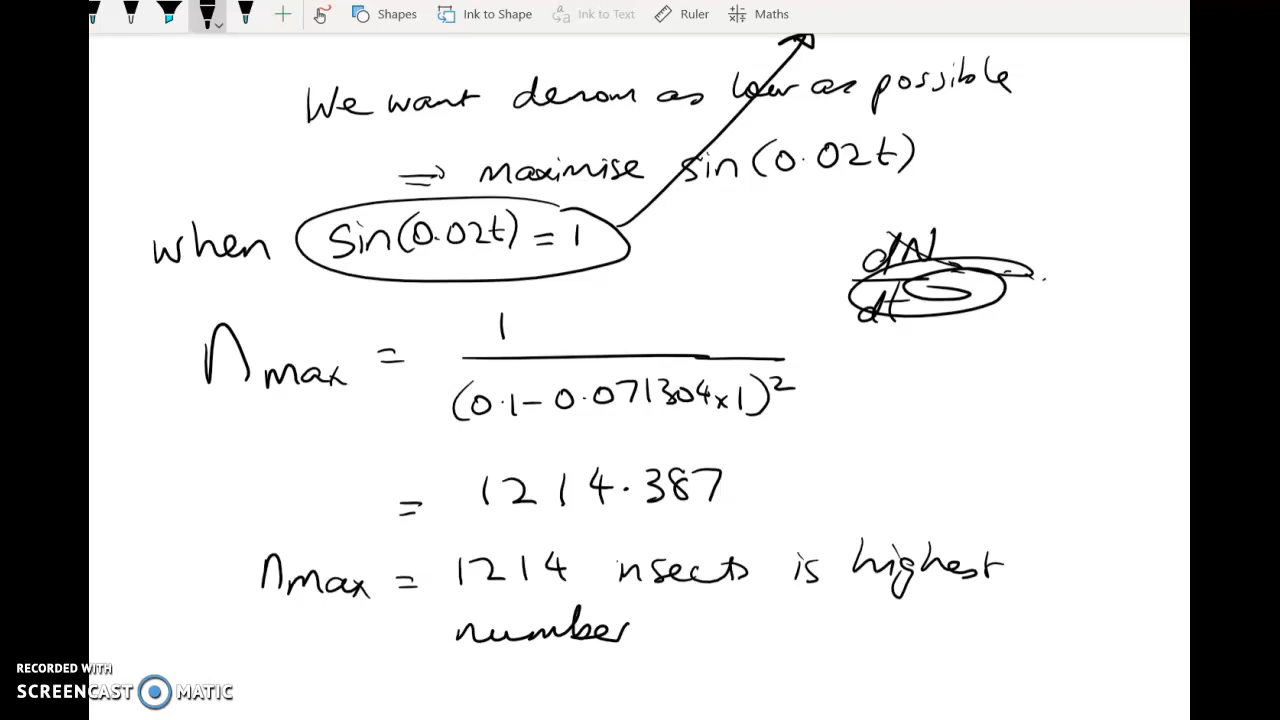 Shapes Ink to Shape Ink to Text Ruler Maths
We want denom as low as possible
⇒ maximise sin(0.02t)
when sin(0.02t) = 1
dN
dt
n max = 1
(0.1 - 0.071304 × 1)²
= 1214.387
nmax = 1214 insects is highest
number
RECORDED WITH
SCREENCAST MATIC